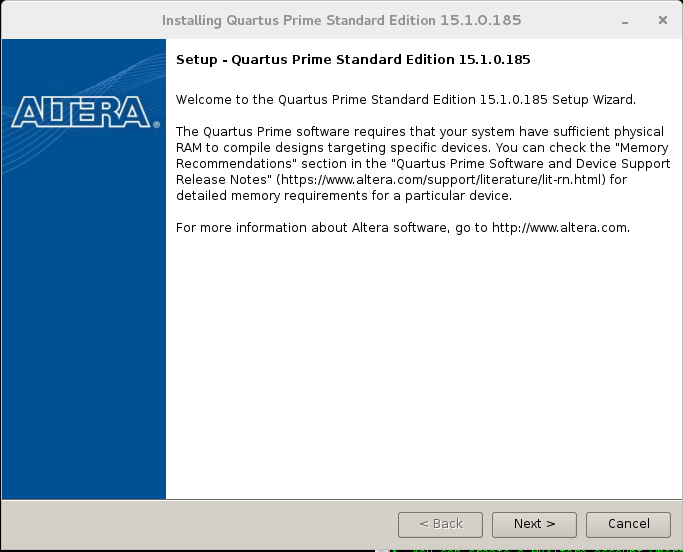 Installing Quartus Prime Standard Edition 15.1.0.185
Setup - Quartus Prime Standard Edition 15.1.0.185
ALTERA®
Welcome to the Quartus Prime Standard Edition 15.1.0.185 Setup Wizard.
The Quartus Prime software requires that your system have sufficient physical
RAM to compile designs targeting specific devices. You can check the "Memory
Recommendations" section in the "Quartus Prime Software and Device Support
Release Notes" (https://www.altera.com/support/literature/lit-rn.html) for
detailed memory requirements for a particular device.
For more information about Altera software, go to http://www.altera.com.
< Back
Next >
Cancel